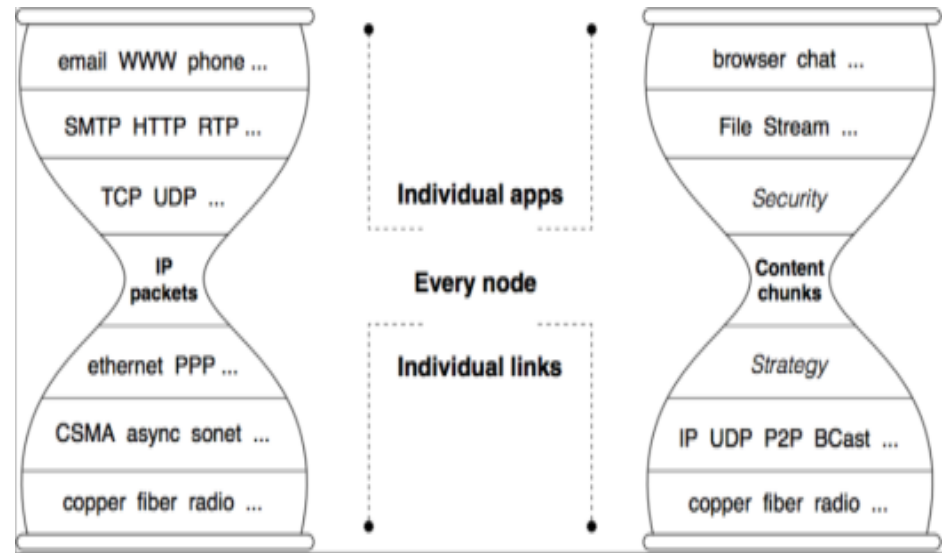 email WWW phone ...
SMTP HTTP RTP ...
TCP UDP ...
IP
packets
ethernet PPP ...
CSMA async sonet ...
copper fiber radio ...
Individual apps
Every node
Individual links
browser chat ...
File Stream ...
Security
Content
chunks
Strategy
IP UDP P2P BCast ...
copper fiber radio ...